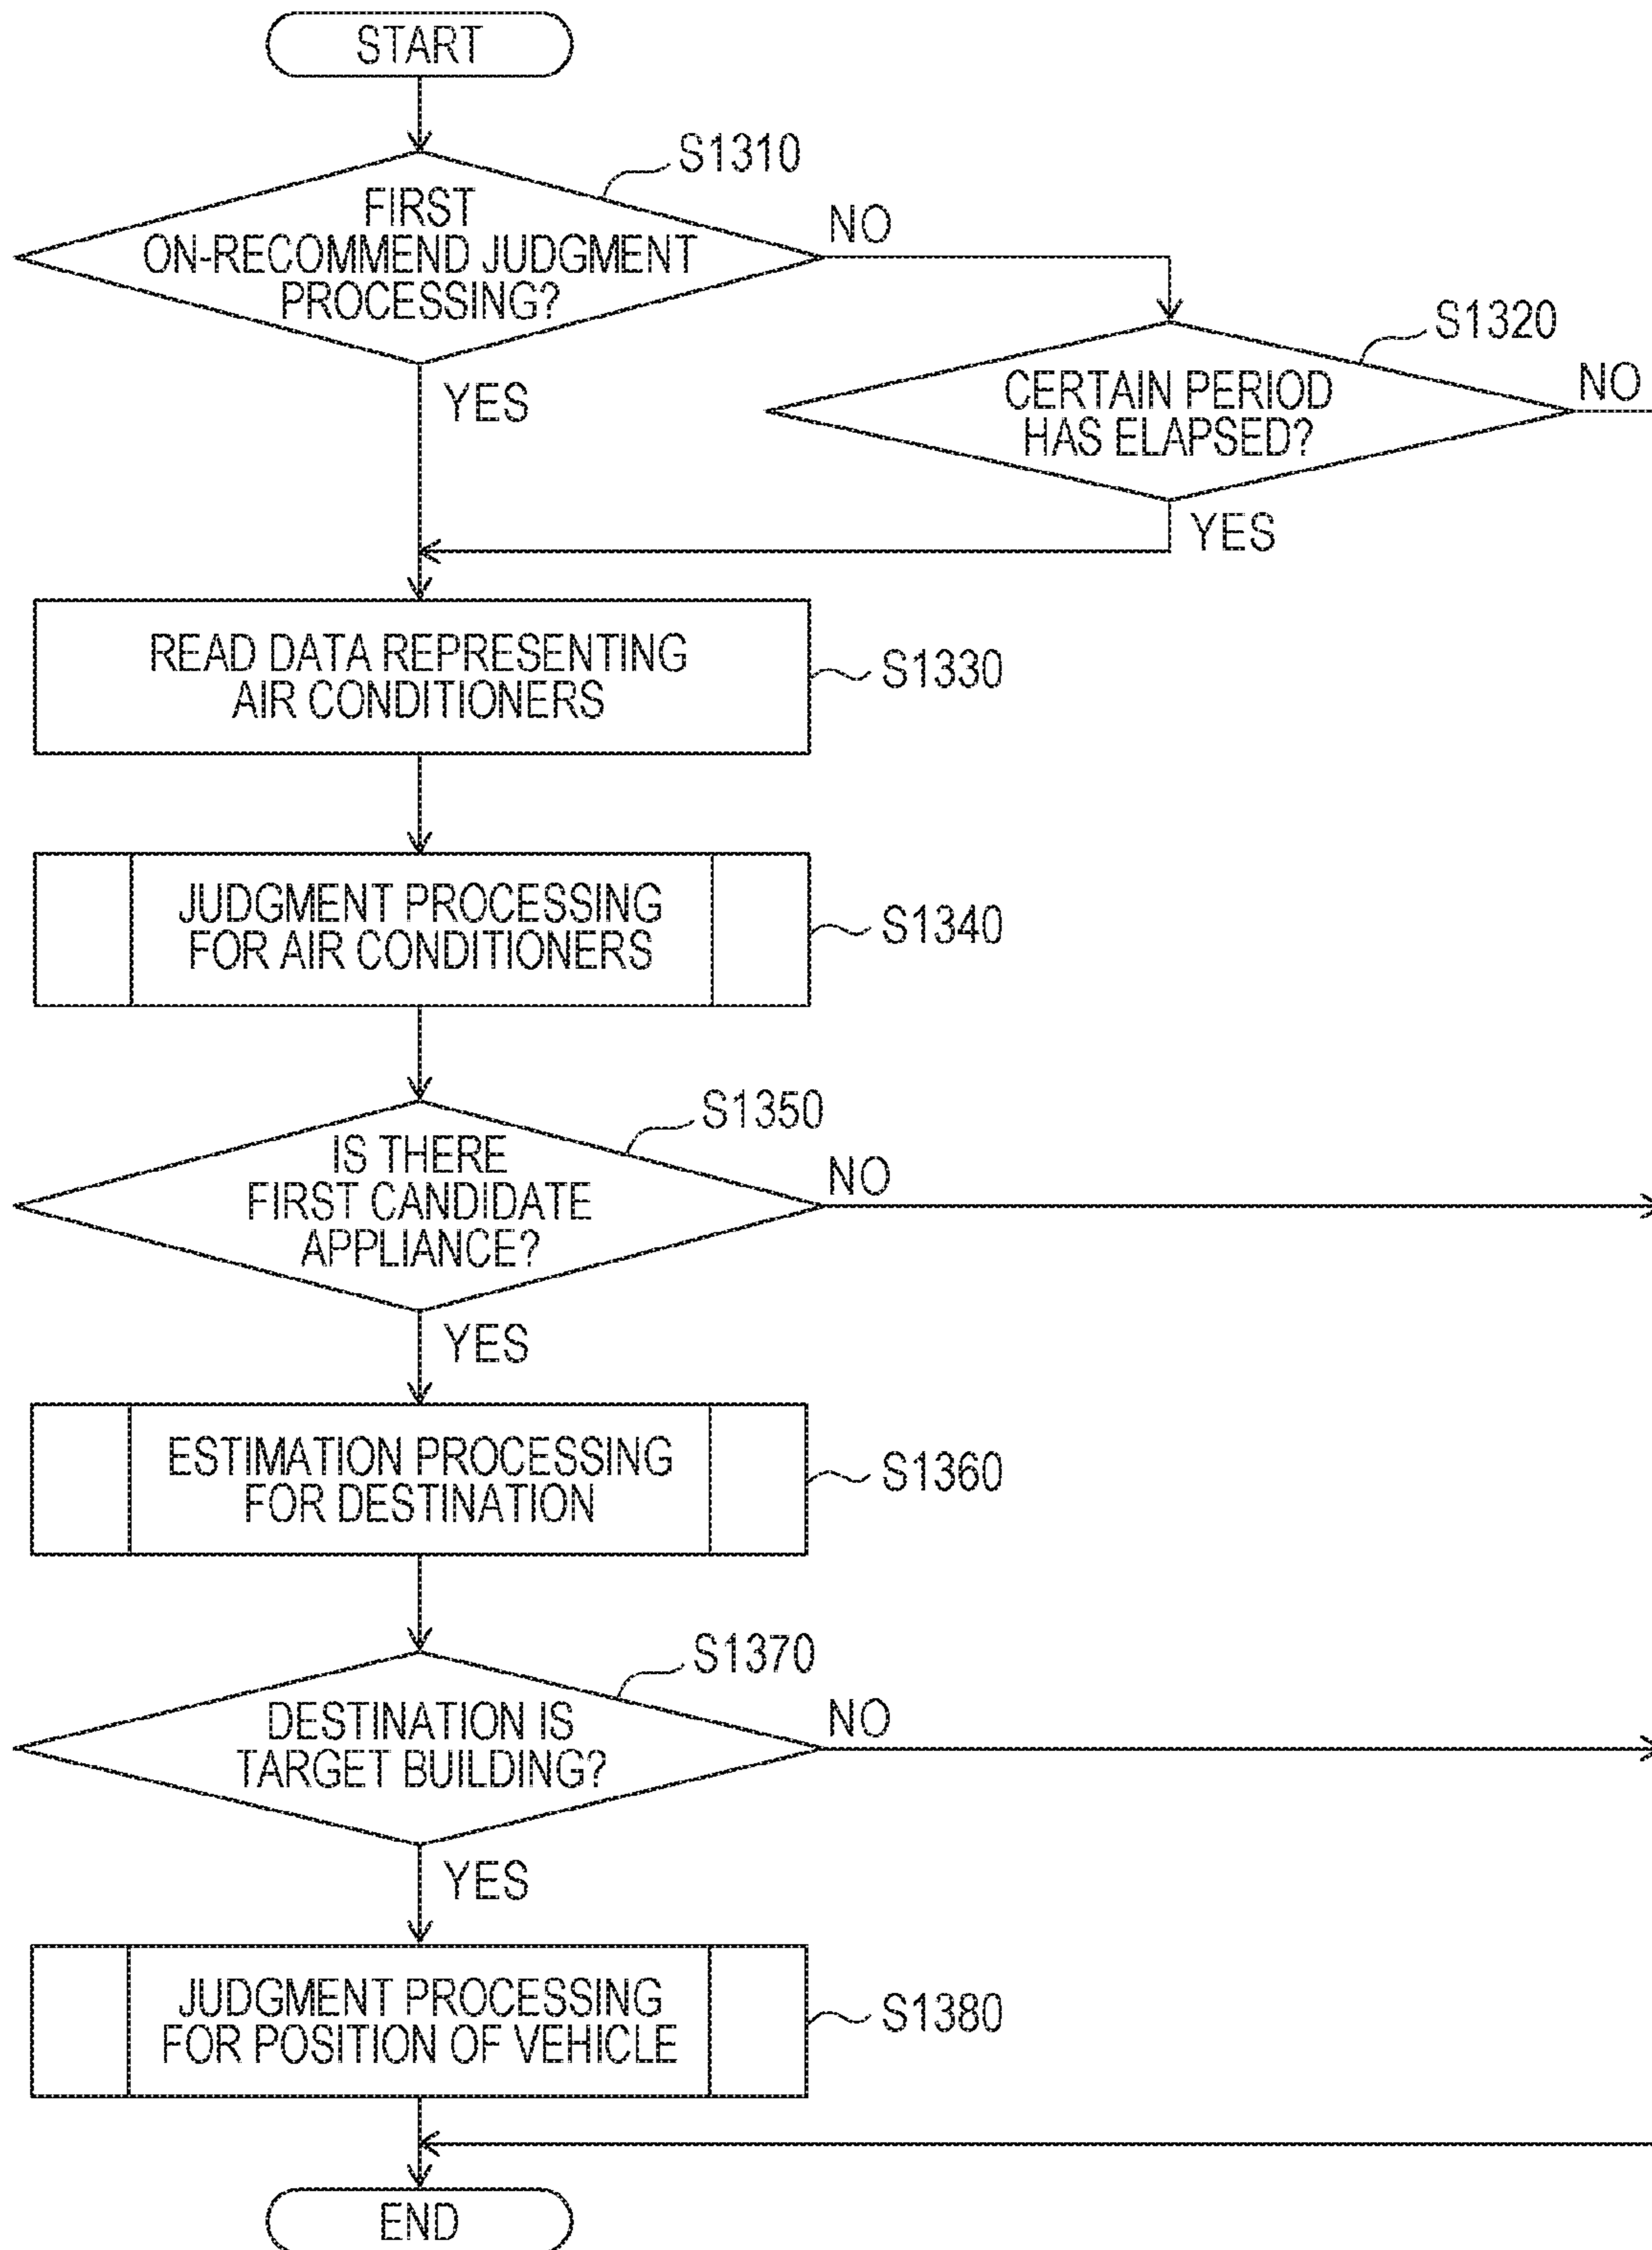 START
S1310
FIRST
ON-RECOMMEND JUDGMENT
PROCESSING?
NO
YES
S1320
CERTAIN PERIOD
HAS ELAPSED?
NO
YES
READ DATA REPRESENTING
AIR CONDITIONERS
S1330
JUDGMENT PROCESSING
FOR AIR CONDITIONERS
S1340
S1350
IS THERE
FIRST CANDIDATE
APPLIANCE?
NO
YES
ESTIMATION PROCESSING
FOR DESTINATION
S1360
S1370
DESTINATION IS
TARGET BUILDING?
NO
YES
JUDGMENT PROCESSING
FOR POSITION OF VEHICLE
S1380
END